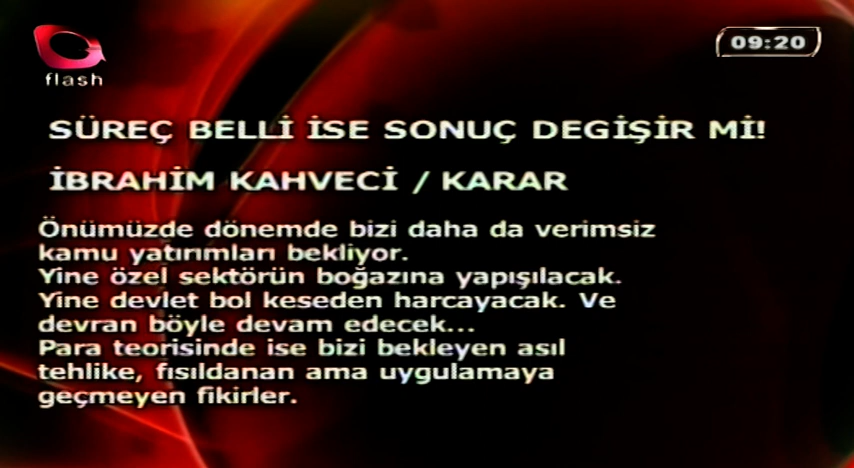 flash
09:20
SÜREÇ BELLİ İSE SONUÇ DEGİŞİR Mİ!
İBRAHİM KAHVECİ / KARAR
Önümüzde dönemde bizi daha da verimsiz
kamu yatırımları bekliyor.
Yine özel sektörün boğazına yapışılacak.
Yine devlet bol keseden harcayacak. Ve
devran böyle devam edecek...
Para teorisinde ise bizi bekleyen asıl
tehlike, fısıldanan ama uygulamaya
geçmeyen fikirler.